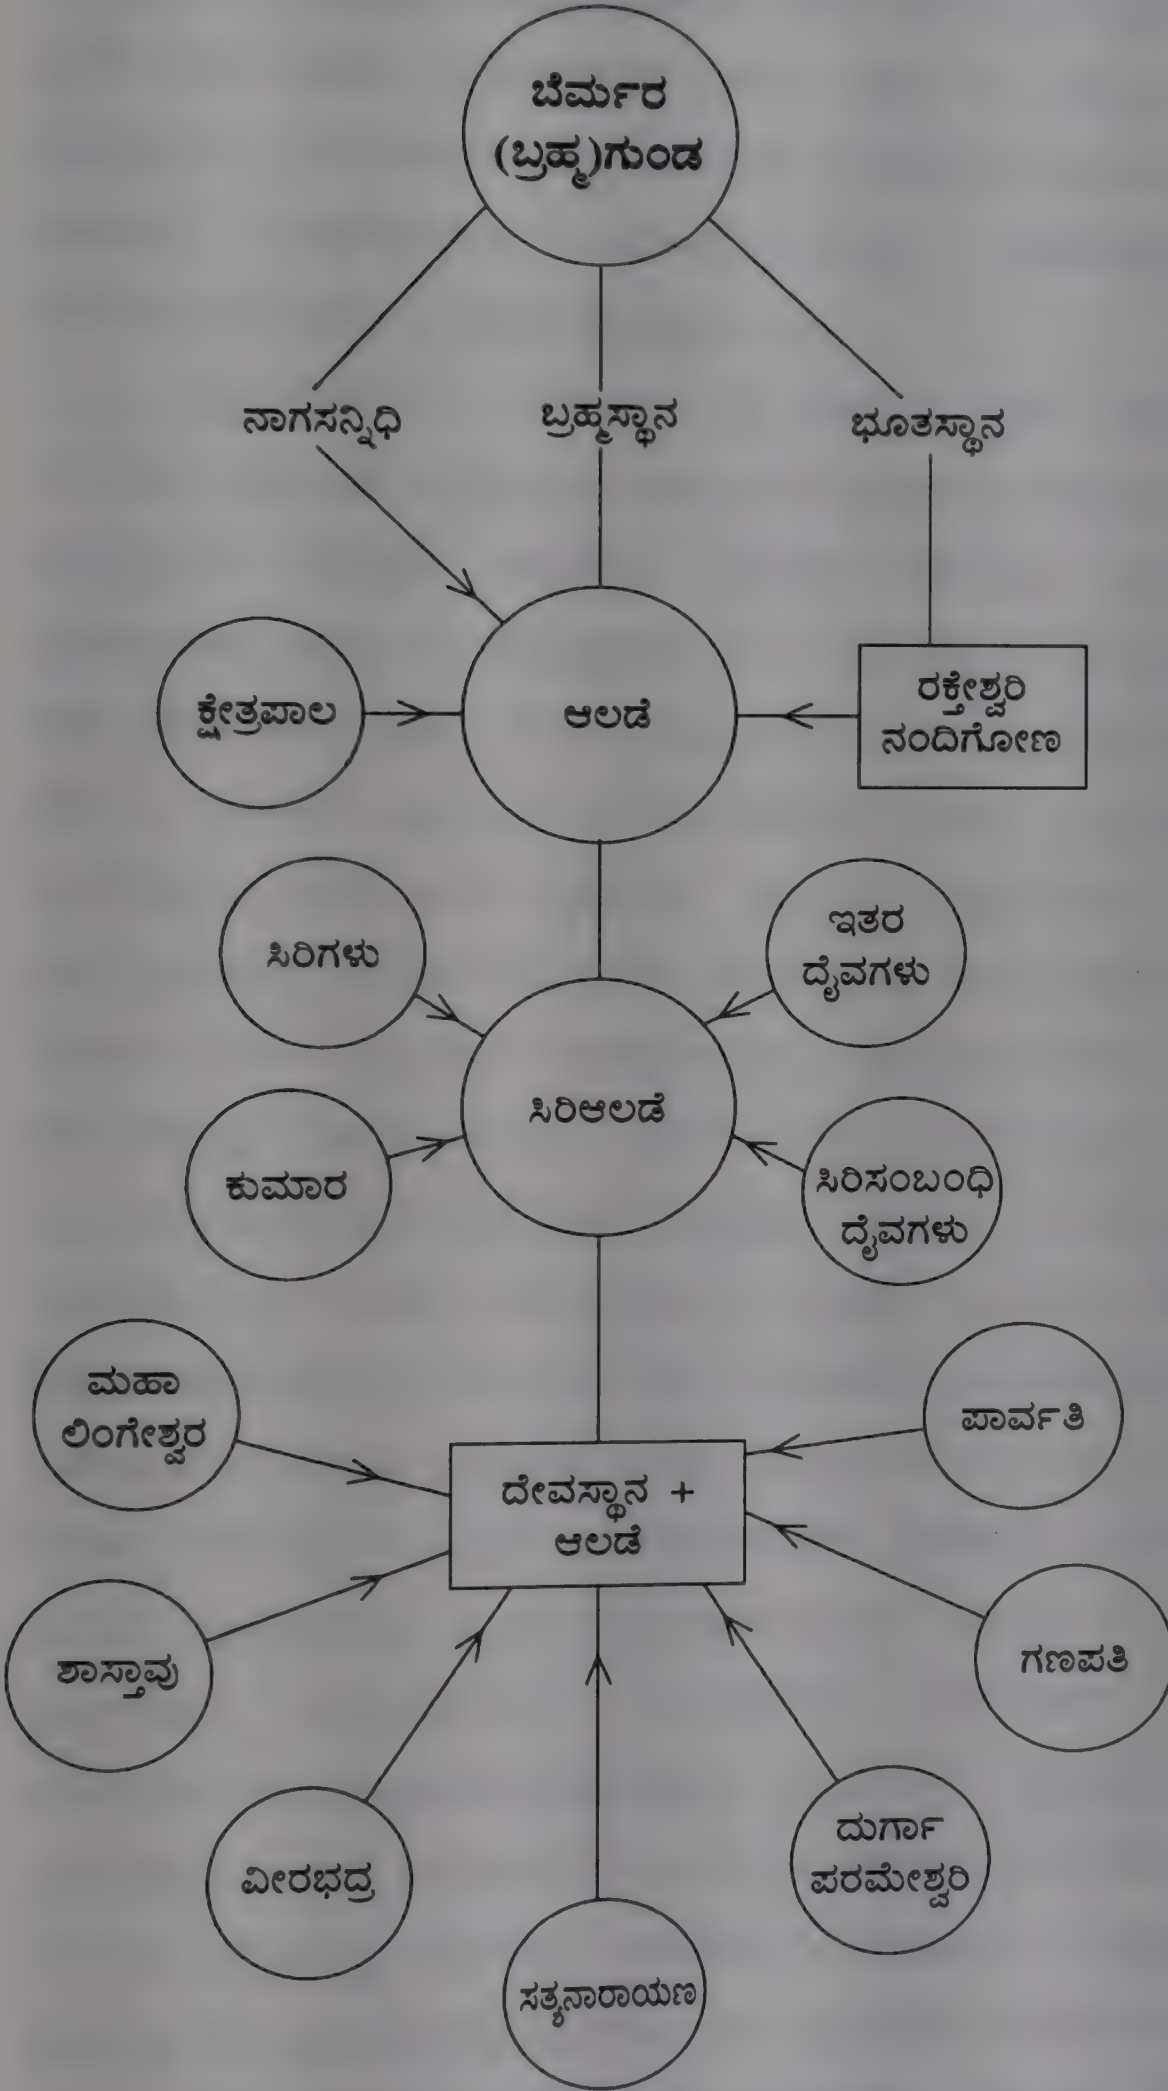 ಬೆರ್ಮರ
(ಬ್ರಹ್ಮ)ಗುಂಡ
ನಾಗಸನ್ನಿಧಿ
ಬ್ರಹ್ಮಸ್ಥಾನ
ಭೂತಸ್ಥಾನ
ಕ್ಷೇತ್ರಪಾಲ
ಆಲಡೆ
ರಕ್ತೇಶ್ವರಿ
ನಂದಿಗೋಣ
ಸಿರಿಗಳು
ಇತರ
ದೈವಗಳು
ಸಿರಿಆಲಡೆ
ಕುಮಾರ
ಸಿರಿಸಂಬಂಧಿ
ದೈವಗಳು
ಮಹಾ
ಲಿಂಗೇಶ್ವರ
ಪಾರ್ವತಿ
ದೇವಸ್ಥಾನ +
ಆಲಡೆ
ಶಾಸ್ತಾವು
ಗಣಪತಿ
ವೀರಭದ್ರ
ದುರ್ಗಾ
ಪರಮೇಶ್ವರಿ
ಸತ್ಯನಾರಾಯಣ